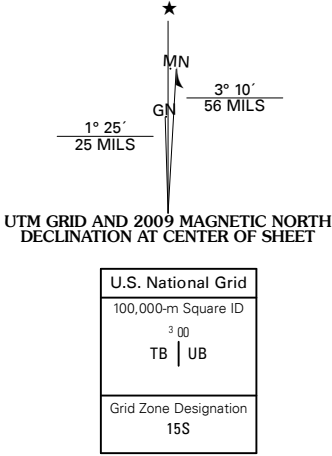 ★
MN
3° 10´
56 MILS
GN
1° 25´
25 MILS
UTM GRID AND 2009 MAGNETIC NORTH
DECLINATION AT CENTER OF SHEET
U.S. National Grid
100,000-m Square ID
3 00
TB | UB
Grid Zone Designation
15S